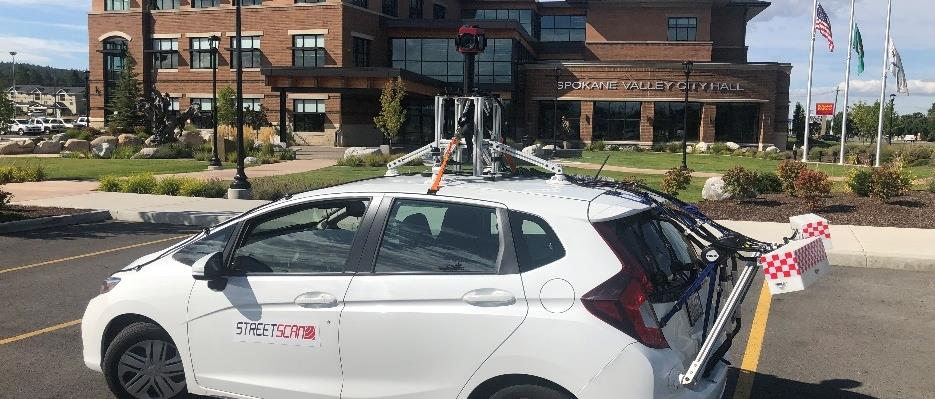 SPOKANE VALLEY CITY HALL
STREETSCAN